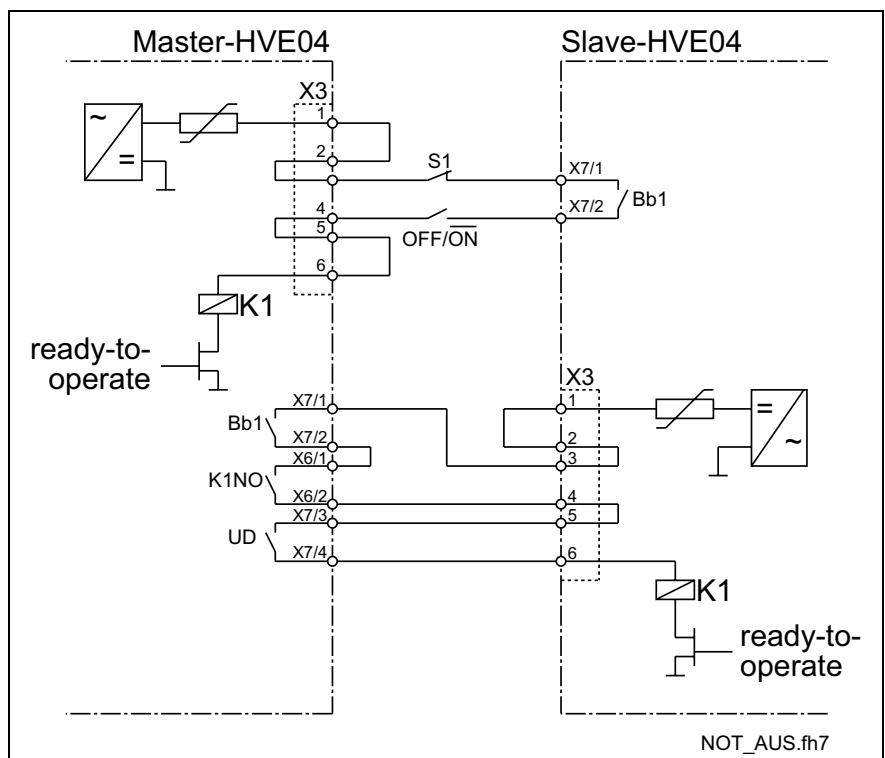 Master-HVE04
Slave-HVE04
X3
~
=
1
2
4
5
6
S1
OFF/O̅N̅
X7/1
X7/2
Bb1
K1
ready-to-
operate
X7/1
Bb1
X7/2
X6/1
K1NO
X6/2
X7/3
UD
X7/4
X3
1
2
3
4
5
6
=
~
K1
ready-to-
operate
NOT_AUS.fh7